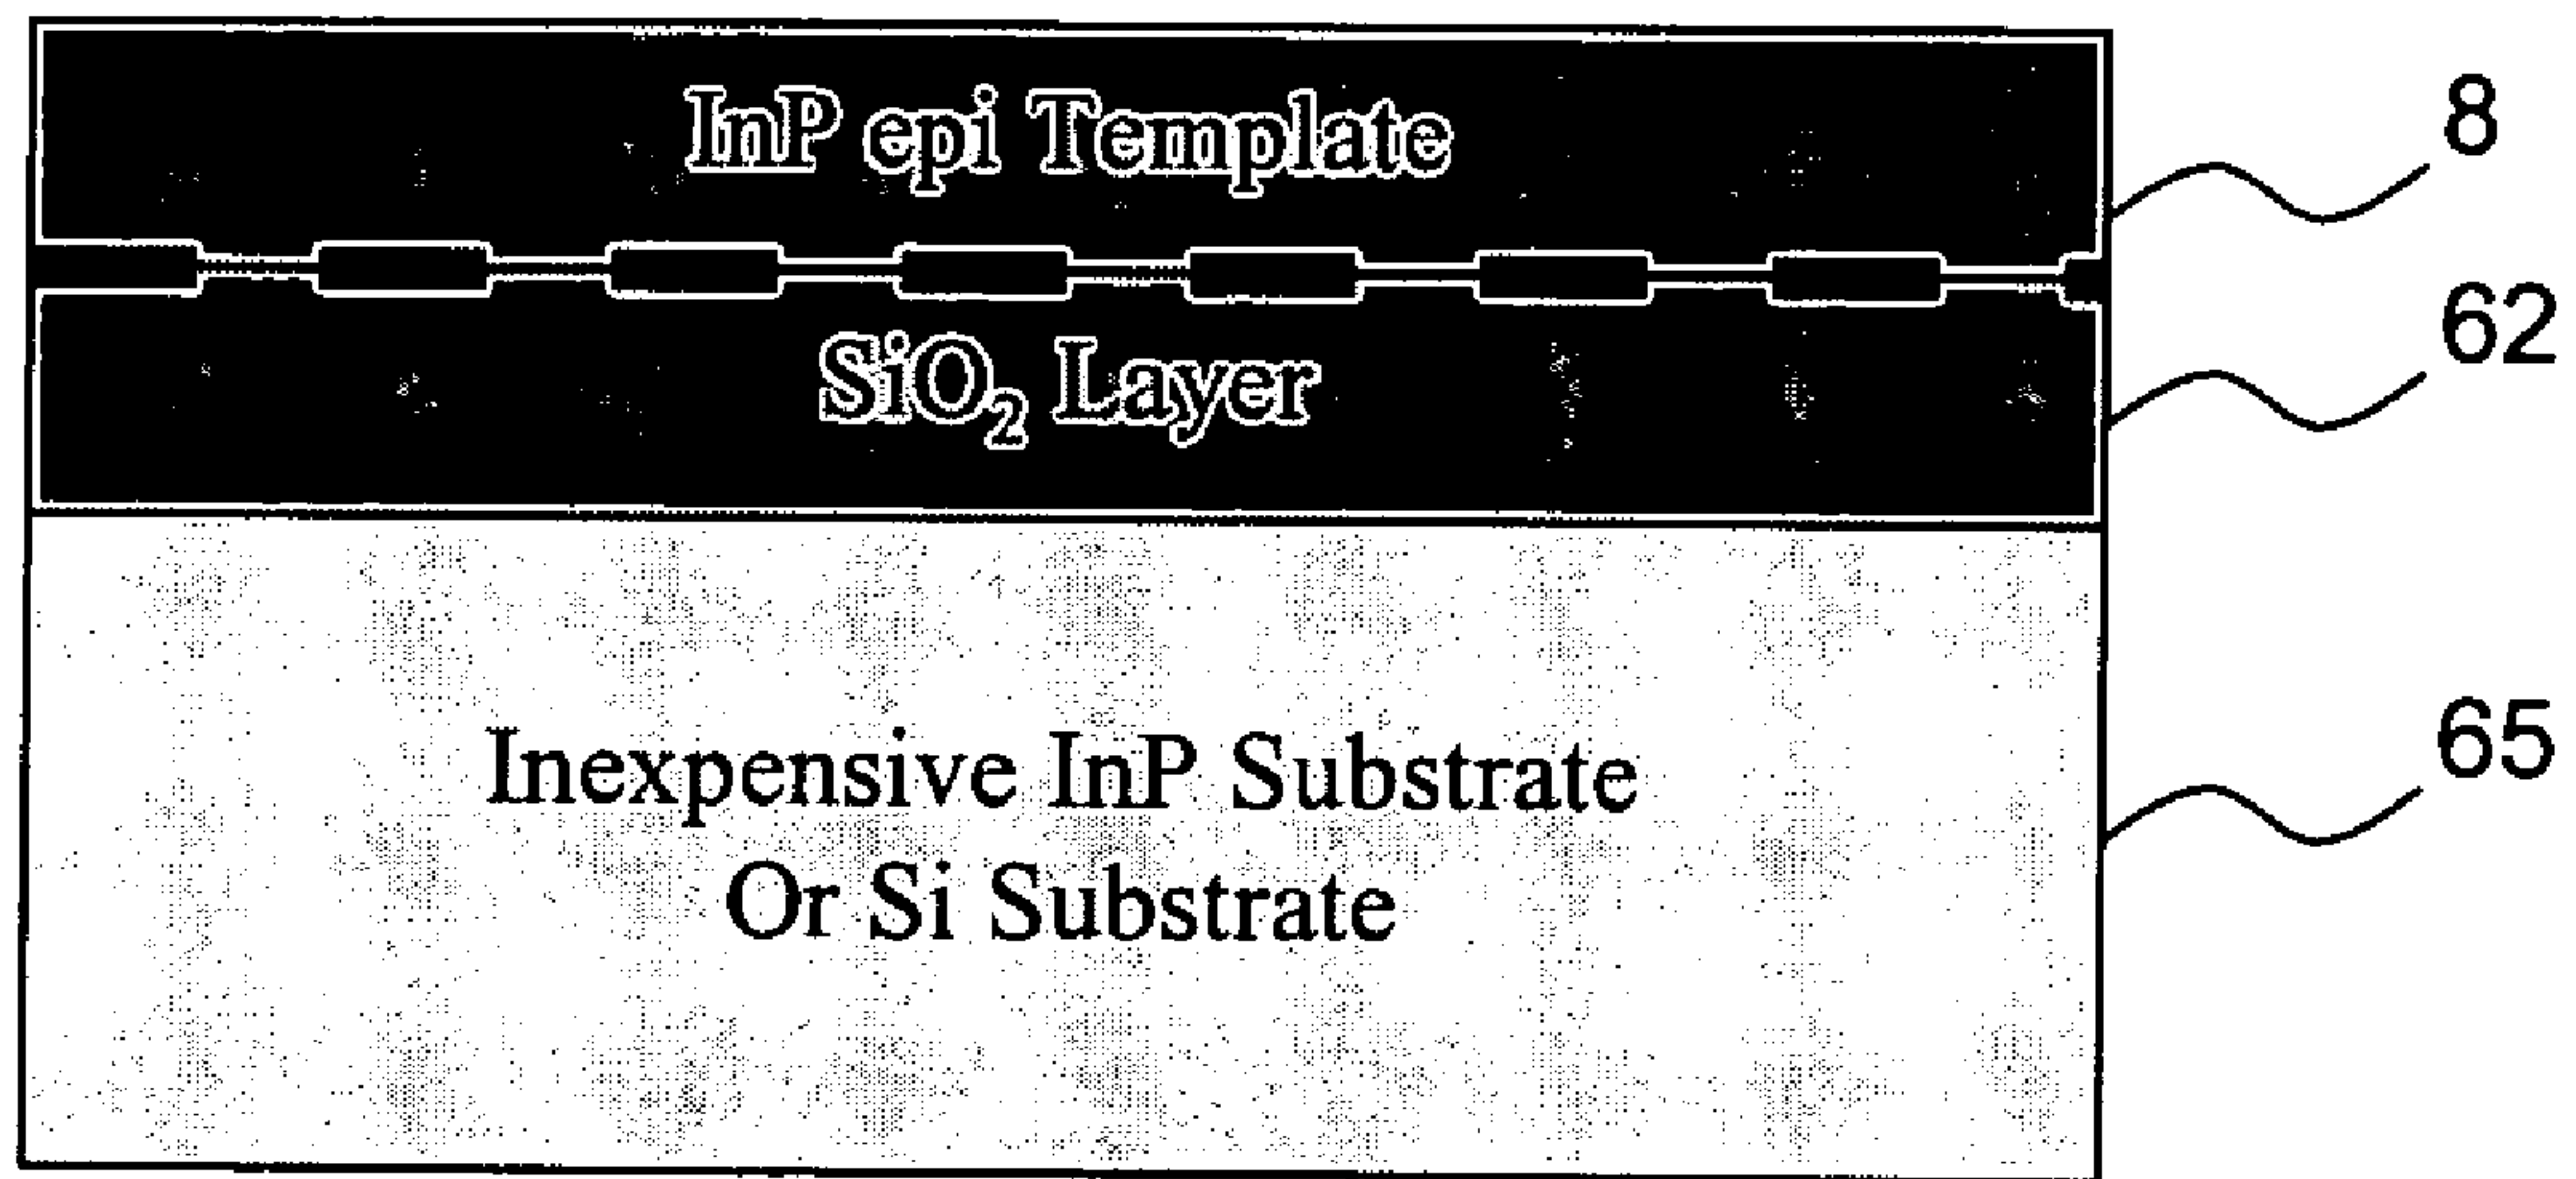 InP epi Template
8
SiO₂ Layer
62
Inexpensive InP Substrate
65
Or Si Substrate